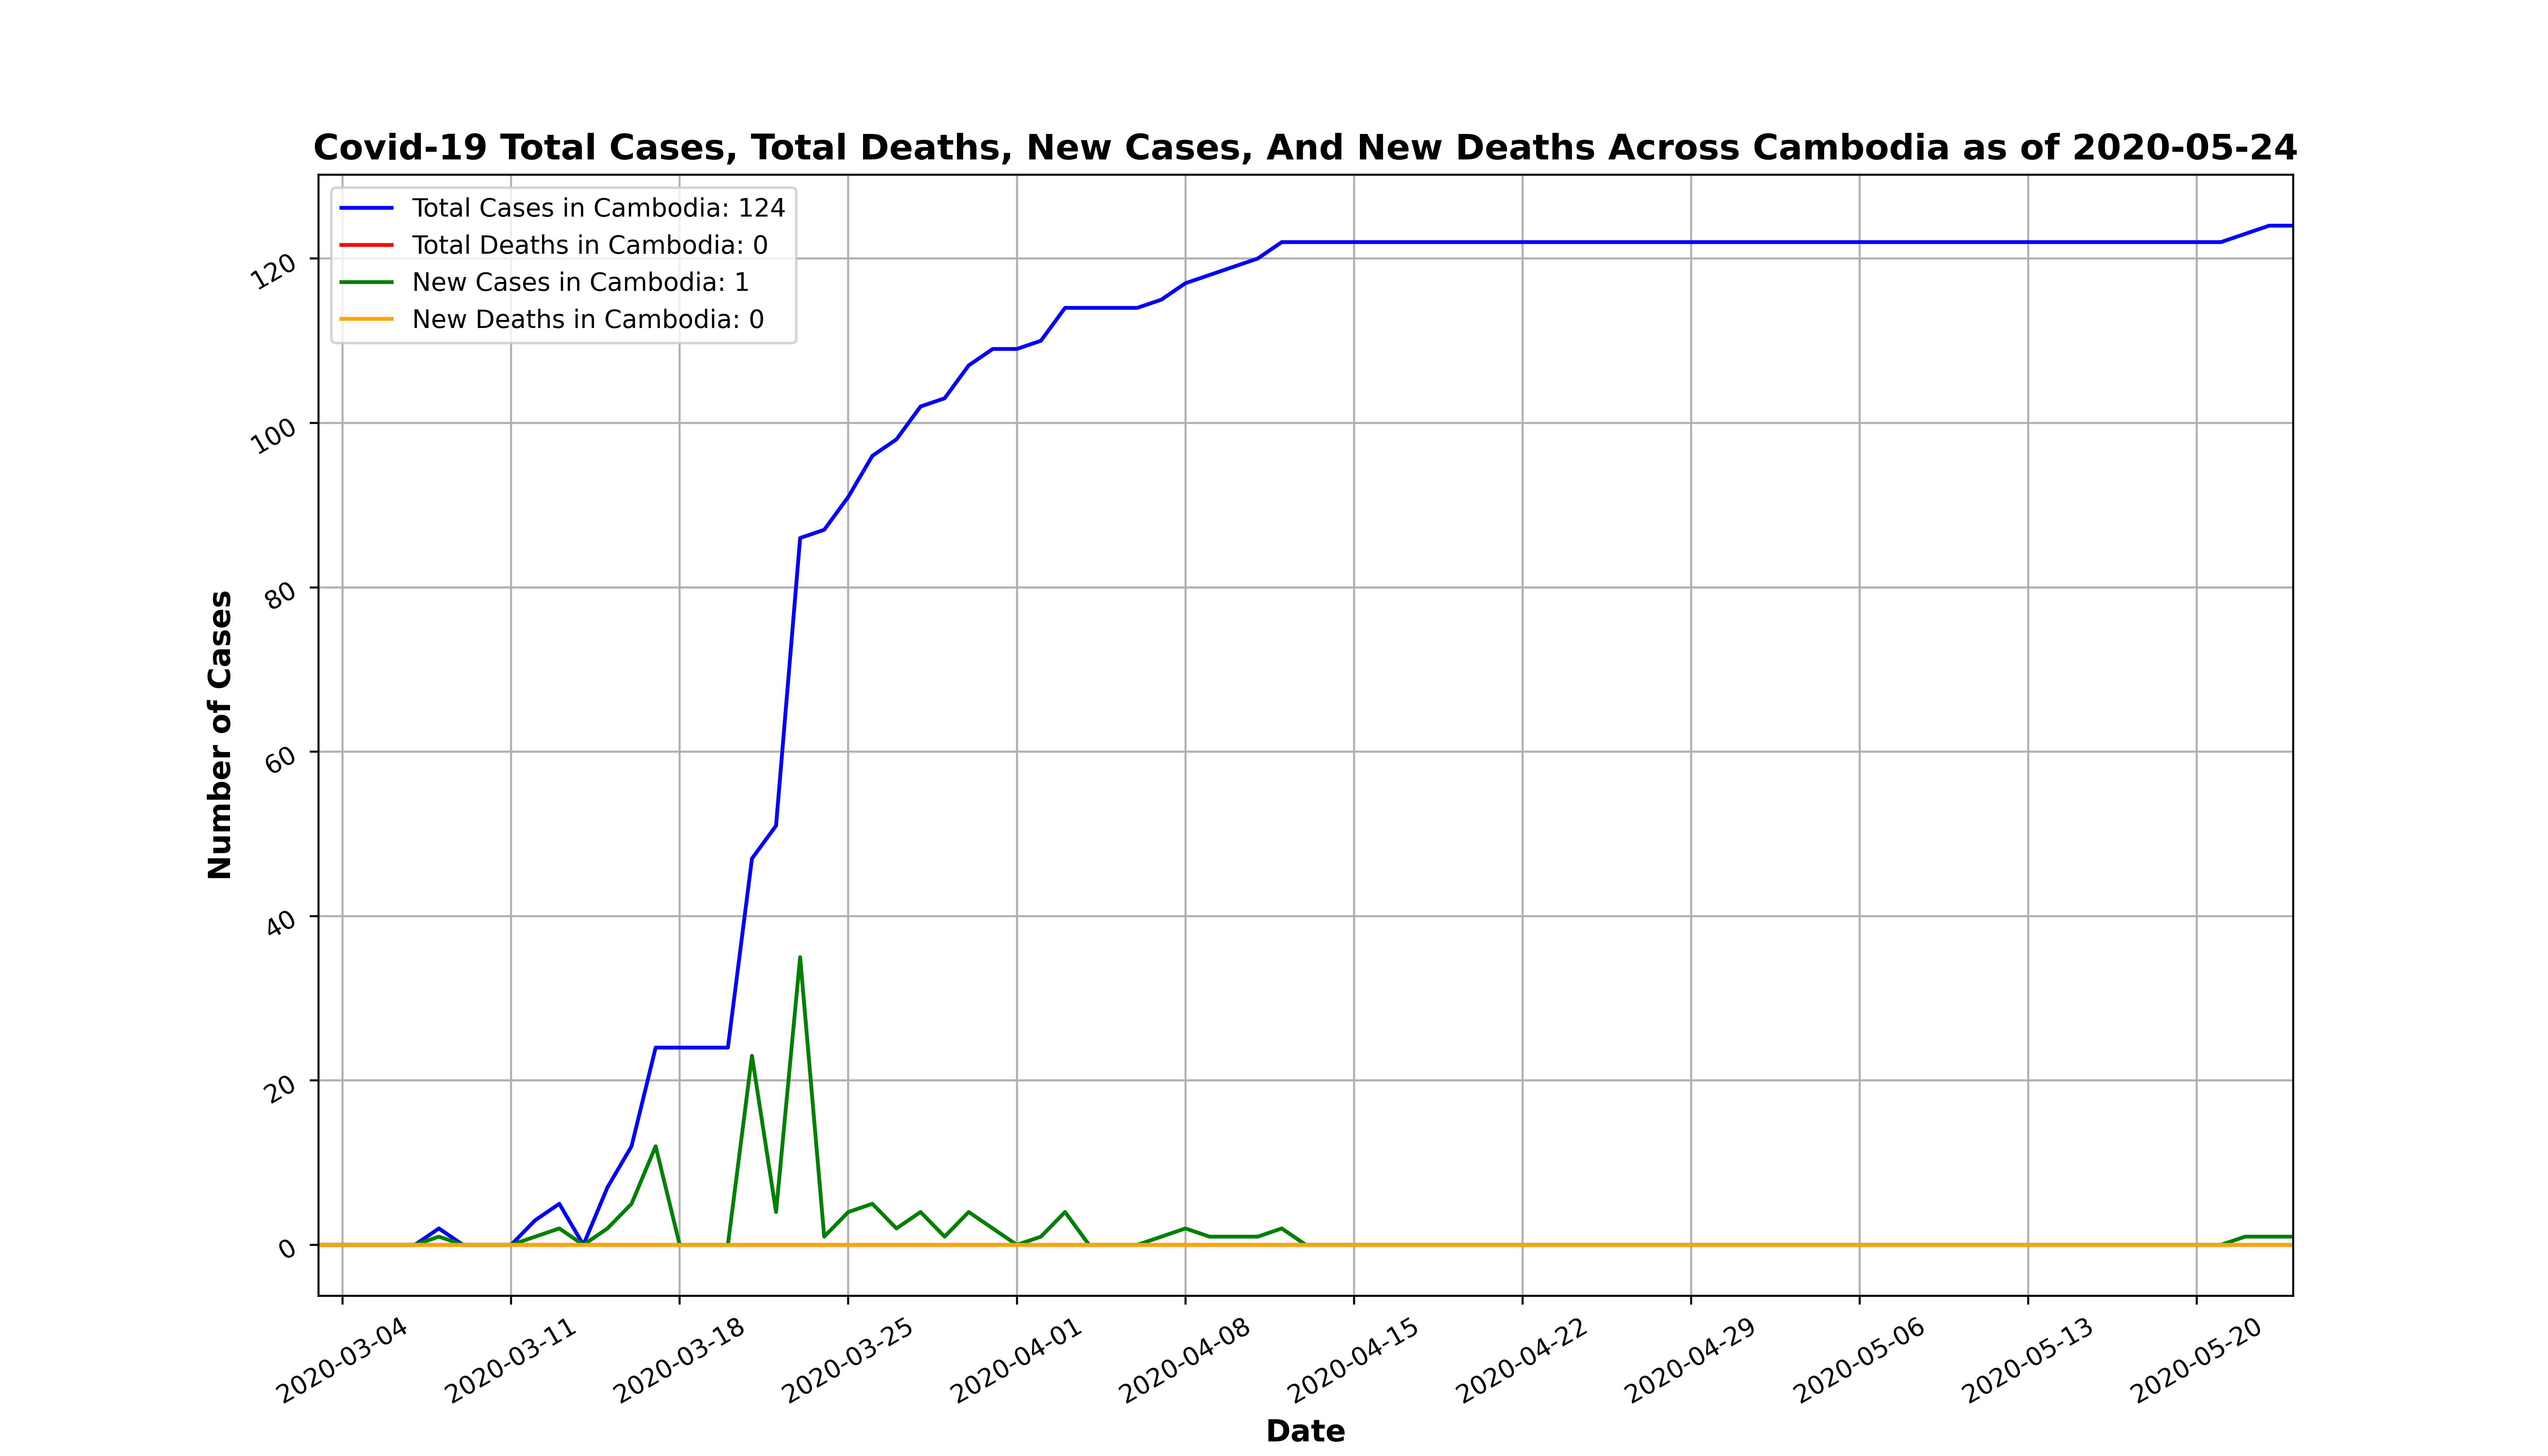 Covid-19 Total Cases, Total Deaths, New Cases, And New Deaths Across Cambodia as of 2020-05-24
Total Cases in Cambodia: 124
Total Deaths in Cambodia: 0
New Cases in Cambodia: 1
New Deaths in Cambodia: 0
Number of Cases
120
100
80
60
40
20
0
2020-03-04
2020-03-11
2020-03-18
2020-03-25
2020-04-01
2020-04-08
2020-04-15
2020-04-22
2020-04-29
2020-05-06
2020-05-13
2020-05-20
Date